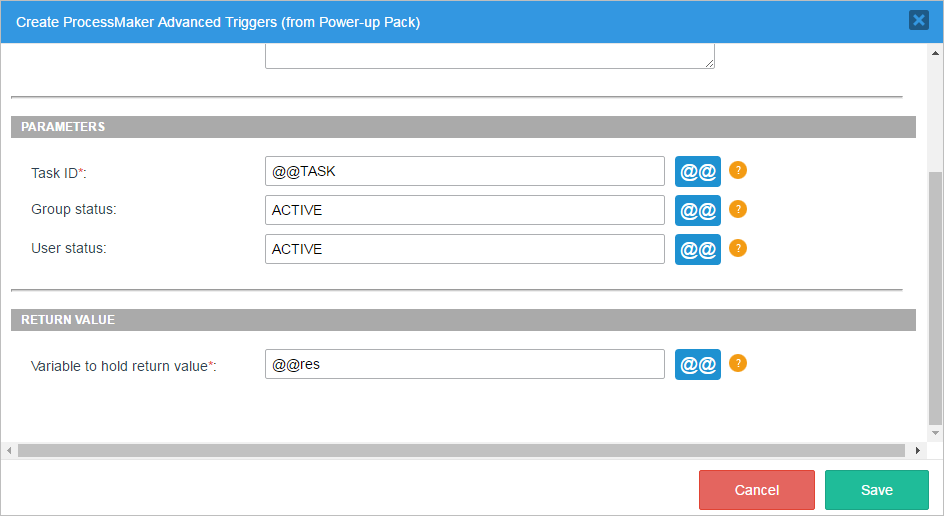 Create ProcessMaker Advanced Triggers (from Power-up Pack)
PARAMETERS
Task ID*: @@TASK @@ ?
Group status: ACTIVE @@ ?
User status: ACTIVE @@ ?
RETURN VALUE
Variable to hold return value*: @@res @@ ?
Cancel Save